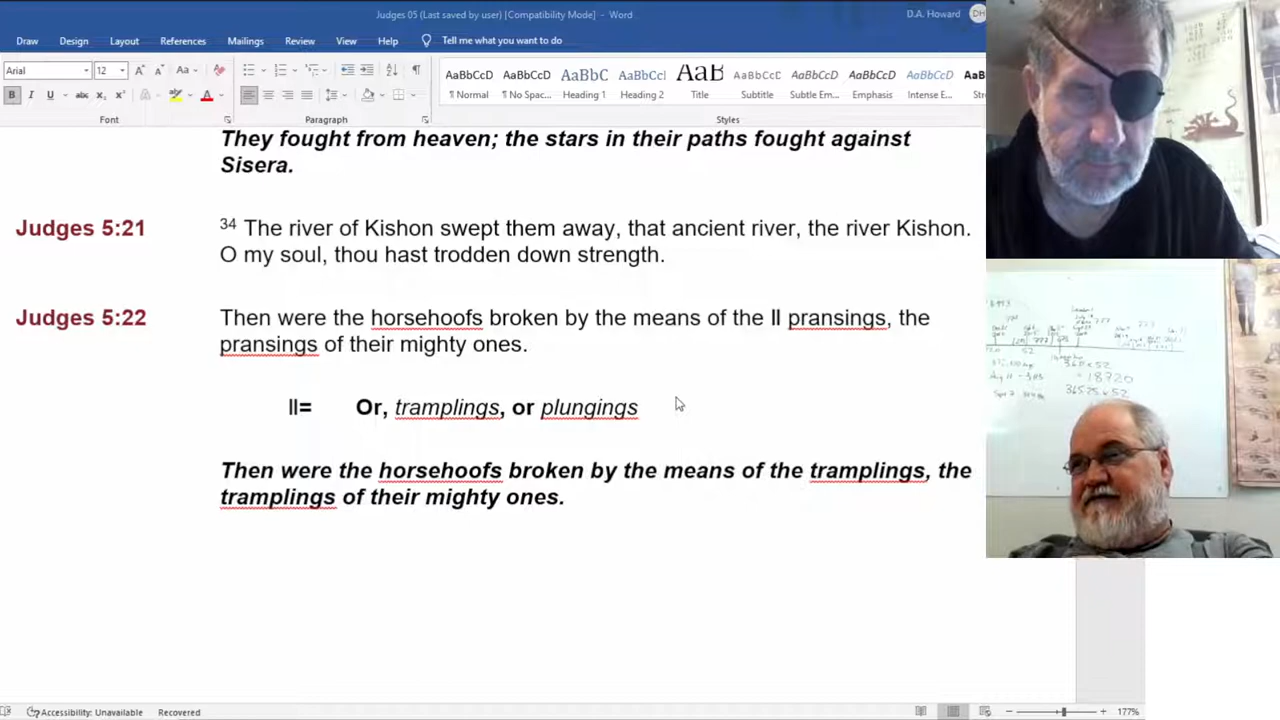 Judges 05 (Last saved by user) [Compatibility Mode] - Word
D.A. Howard
DH
Draw Design Layout References Mailings Review View Help Tell me what you want to do
Arial 12 Aa
AaBbCcD AaBbCcD AaBbC AaBbCcI AaB AaBbCcD AaBbCcD AaBbCcD AaBbCcD
¶ Normal ¶ No Spac... Heading 1 Heading 2 Title Subtitle Subtle Em... Emphasis Intense E...
Font Paragraph Styles
They fought from heaven; the stars in their paths fought against
Sisera.
Judges 5:21 34 The river of Kishon swept them away, that ancient river, the river Kishon.
O my soul, thou hast trodden down strength.
Judges 5:22 Then were the horsehoofs broken by the means of the ǁ pransings, the
pransings of their mighty ones.
ǁ= Or, tramplings, or plungings
Then were the horsehoofs broken by the means of the tramplings, the
tramplings of their mighty ones.
18720
Accessibility: Unavailable Recovered 177%